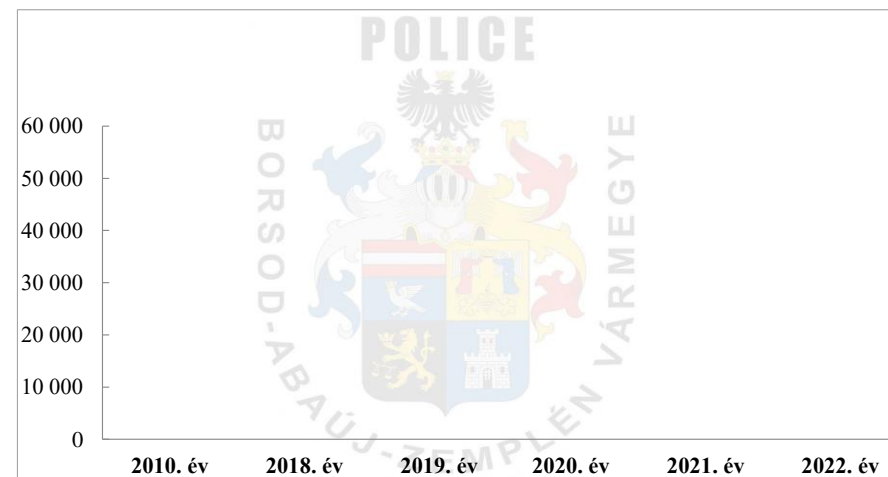 POLICE
BORSOD-ABAÚJ-ZEMPLÉN VÁRMEGYE
60 000
50 000
40 000
30 000
20 000
10 000
0
2010. év 2018. év 2019. év 2020. év 2021. év 2022. év